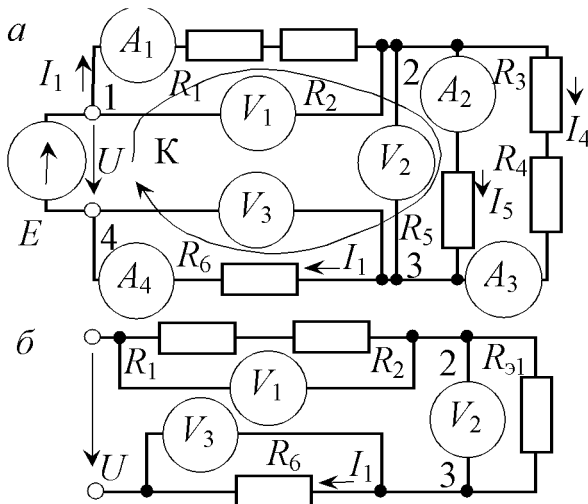 а
A₁
I₁
R₁
R₂
2
A₂
R₃
I₄
1
V₁
U
К
V₂
R₄
E
V₃
R₅
I₅
4
R₆
I₁
3
A₄
A₃
б
R₁
R₂
2
Rэ1
V₁
V₂
V₃
U
R₆
I₁
3